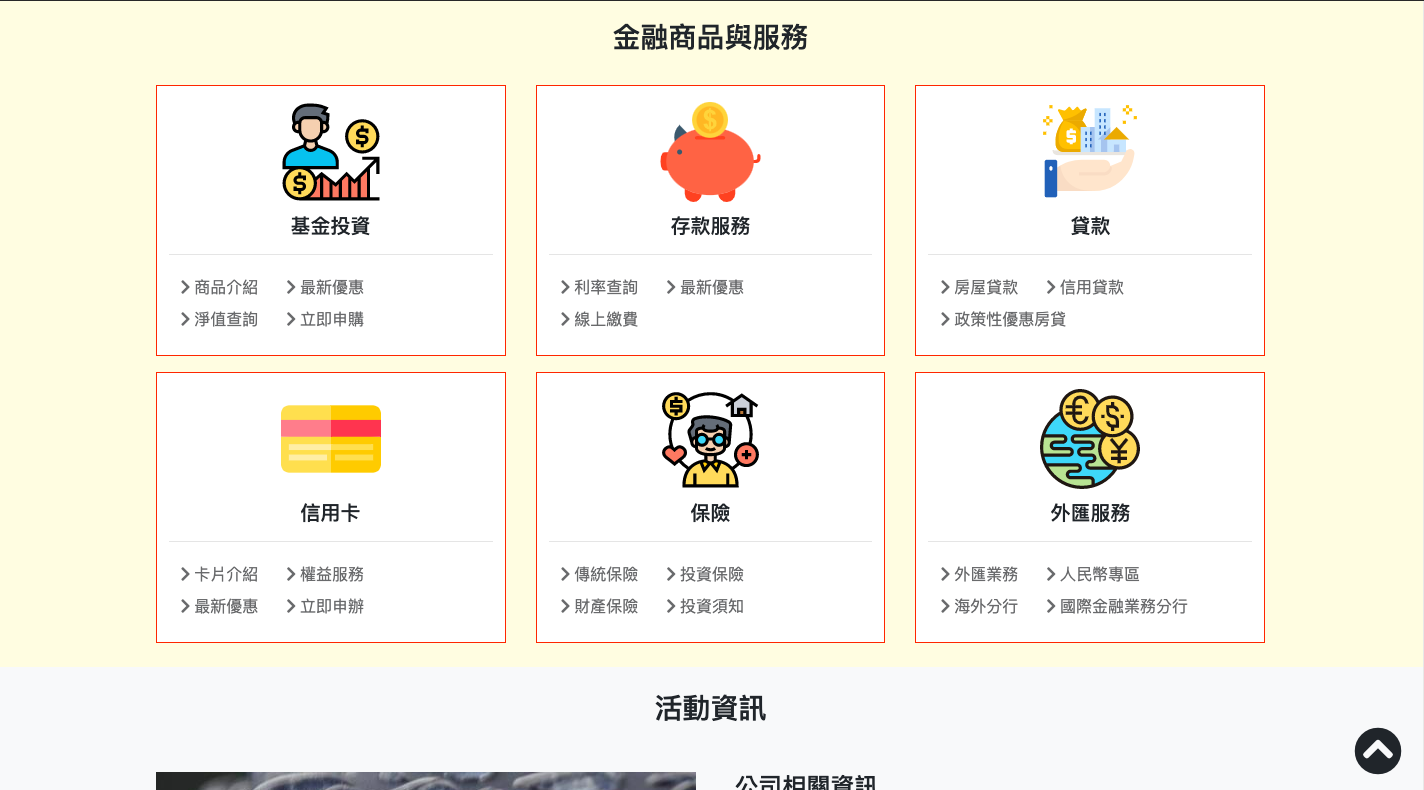 金融商品與服務
基金投資
商品介紹 最新優惠
淨值查詢 立即申購
存款服務
利率查詢 最新優惠
線上繳費
貸款
房屋貸款 信用貸款
政策性優惠房貸
信用卡
卡片介紹 權益服務
最新優惠 立即申辦
保險
傳統保險 投資保險
財產保險 投資須知
外匯服務
外匯業務 人民幣專區
海外分行 國際金融業務分行
活動資訊
公司相關資訊